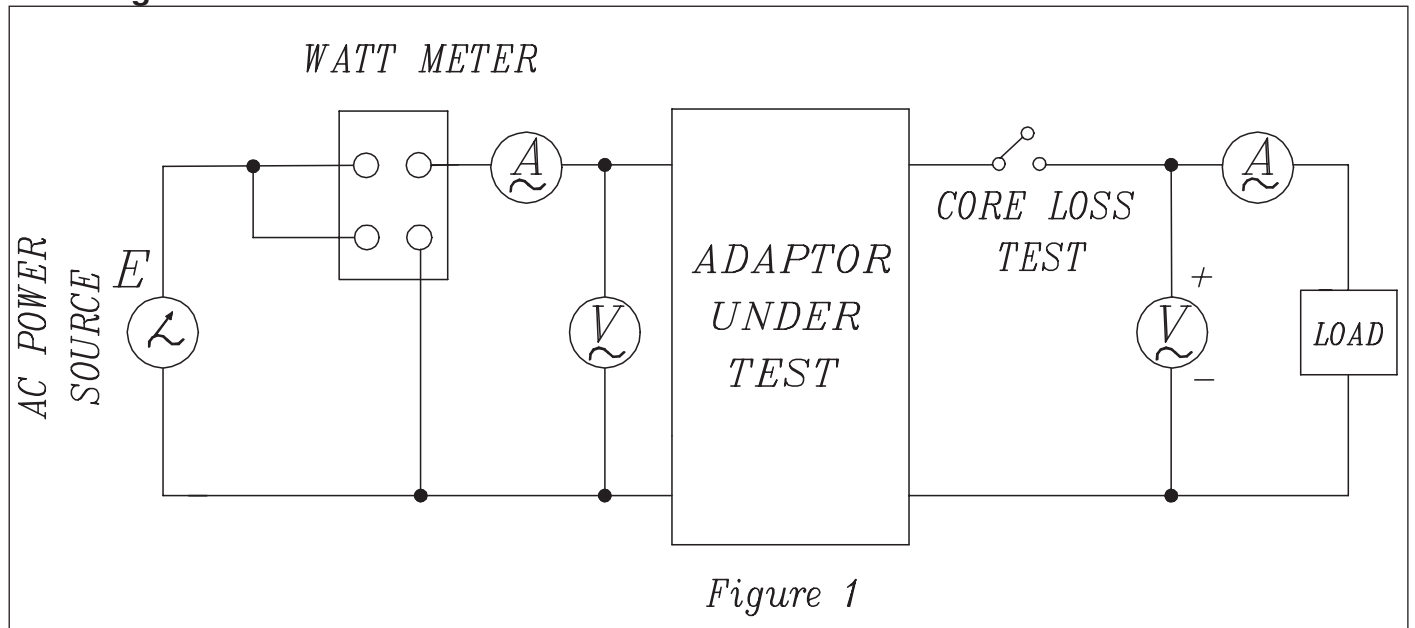 WATT METER
A
A
CORE LOSS
TEST
AC POWER
SOURCE
E
ADAPTOR
UNDER
TEST
V
+
V
-
LOAD
Figure 1